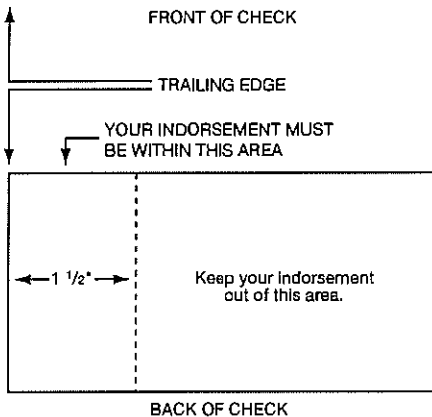 FRONT OF CHECK
TRAILING EDGE
YOUR INDORSEMENT MUST
BE WITHIN THIS AREA
1 1/2"
Keep your indorsement
out of this area.
BACK OF CHECK